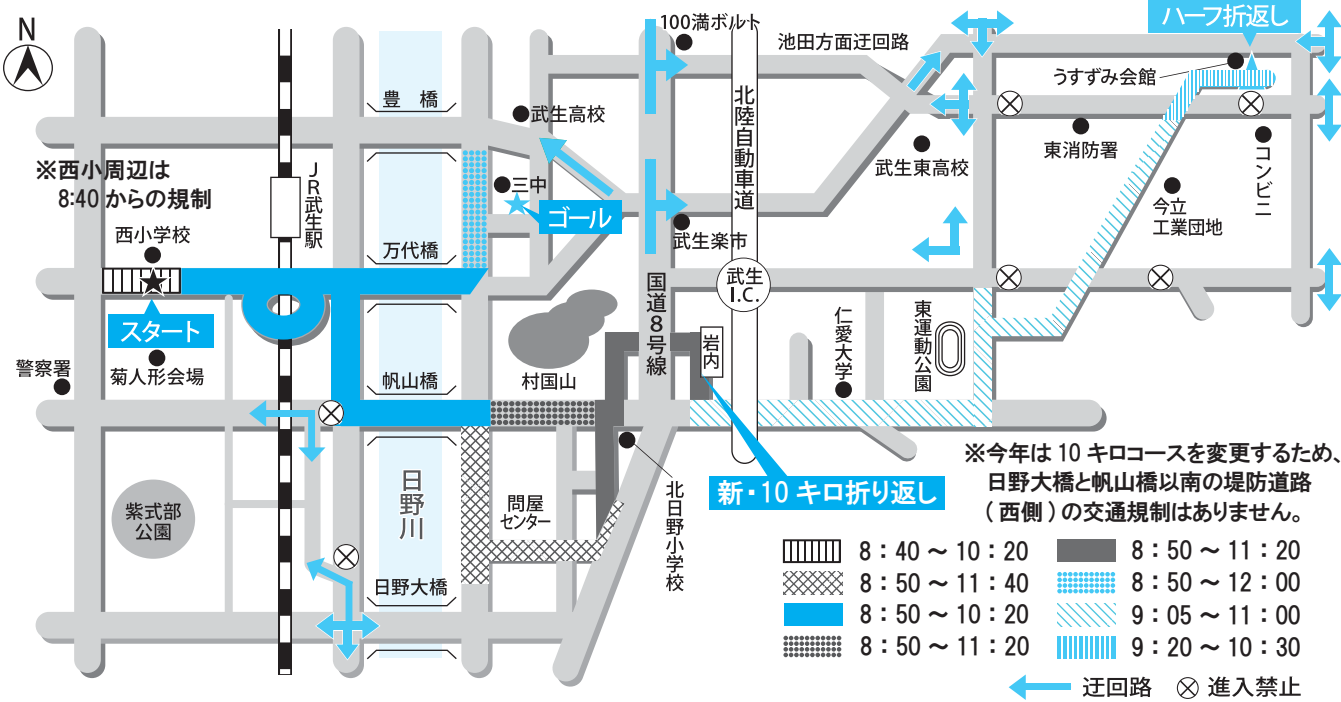 N
※西小周辺は
8:40 からの規制
西小学校
スタート
警察署
菊人形会場
JR武生駅
豊橋
万代橋
帆山橋
日野川
日野大橋
紫式部
公園
武生高校
三中
ゴール
村国山
問屋
センター
100満ボルト
武生楽市
国道8号線
岩内
北日野小学校
北陸自動車道
武生
I.C.
池田方面迂回路
武生東高校
仁愛大学
東運動公園
ハーフ折返し
うすずみ会館
東消防署
コンビニ
今立
工業団地
新・10 キロ折り返し
※今年は 10 キロコースを変更するため、
日野大橋と帆山橋以南の堤防道路
(西側)の交通規制はありません。
8:40 ～ 10:20
8:50 ～ 11:40
8:50 ～ 10:20
8:50 ～ 11:20
8:50 ～ 11:20
8:50 ～ 12:00
9:05 ～ 11:00
9:20 ～ 10:30
迂回路
進入禁止